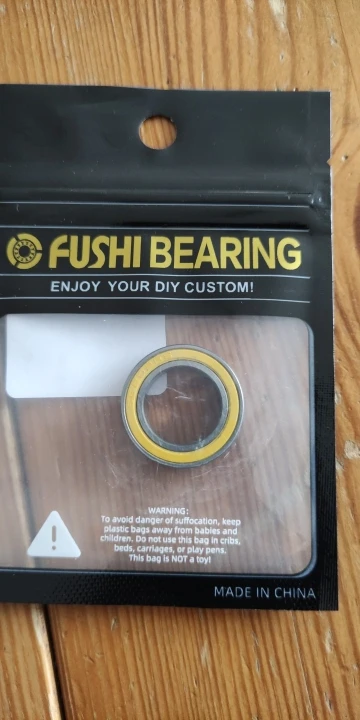 FUSHI BEARING
ENJOY YOUR DIY CUSTOM!
WARNING:
To avoid danger of suffocation, keep
plastic bags away from babies and
children. Do not use this bag in cribs,
beds, carriages, or play pens.
This bag is NOT a toy!
MADE IN CHINA